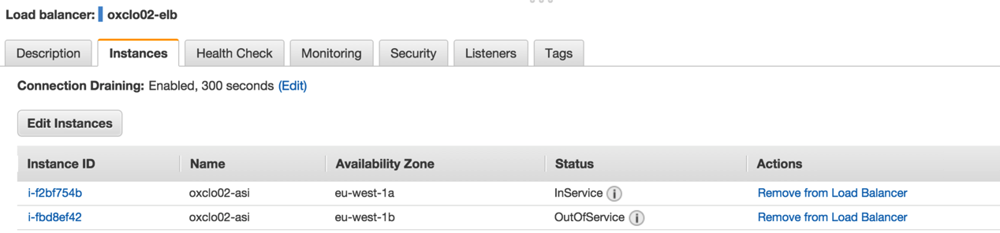 Load balancer: oxclo02-elb
Description Instances Health Check Monitoring Security Listeners Tags
Connection Draining: Enabled, 300 seconds (Edit)
Edit Instances
Instance ID Name Availability Zone Status Actions
i-f2bf754b oxclo02-asi eu-west-1a InService i Remove from Load Balancer
i-fbd8ef42 oxclo02-asi eu-west-1b OutOfService i Remove from Load Balancer